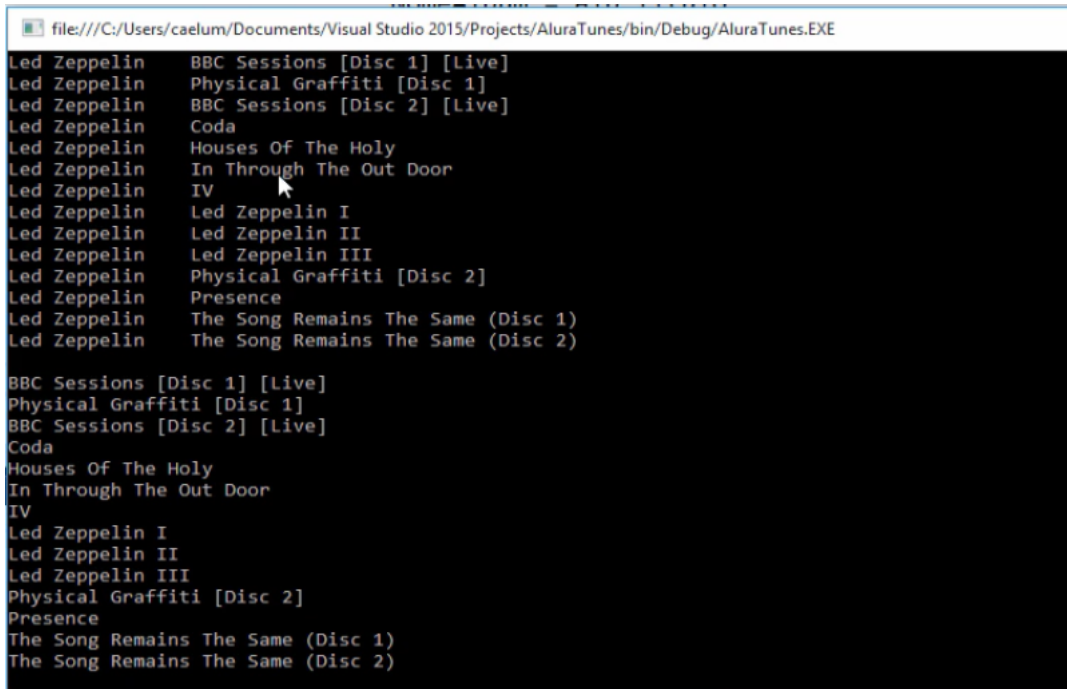 file:///C:/Users/caelum/Documents/Visual Studio 2015/Projects/AluraTunes/bin/Debug/AluraTunes.EXE
Led Zeppelin BBC Sessions [Disc 1] [Live]
Led Zeppelin Physical Graffiti [Disc 1]
Led Zeppelin BBC Sessions [Disc 2] [Live]
Led Zeppelin Coda
Led Zeppelin Houses Of The Holy
Led Zeppelin In Through The Out Door
Led Zeppelin IV
Led Zeppelin Led Zeppelin I
Led Zeppelin Led Zeppelin II
Led Zeppelin Led Zeppelin III
Led Zeppelin Physical Graffiti [Disc 2]
Led Zeppelin Presence
Led Zeppelin The Song Remains The Same (Disc 1)
Led Zeppelin The Song Remains The Same (Disc 2)
BBC Sessions [Disc 1] [Live]
Physical Graffiti [Disc 1]
BBC Sessions [Disc 2] [Live]
Coda
Houses Of The Holy
In Through The Out Door
IV
Led Zeppelin I
Led Zeppelin II
Led Zeppelin III
Physical Graffiti [Disc 2]
Presence
The Song Remains The Same (Disc 1)
The Song Remains The Same (Disc 2)